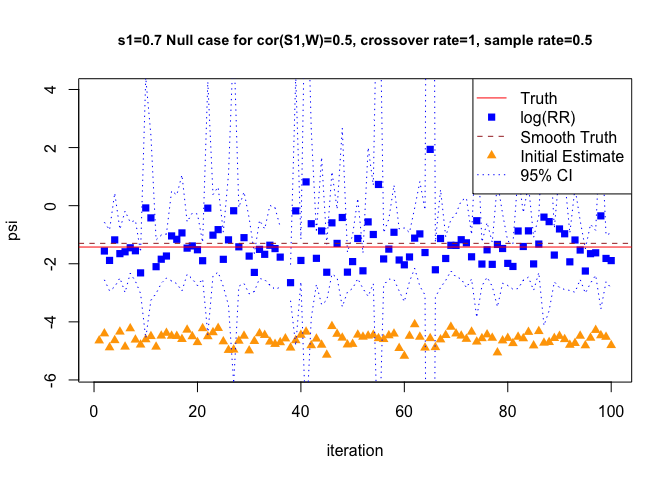 s1=0.7 Null case for cor(S1,W)=0.5, crossover rate=1, sample rate=0.5
4
2
0
-2
-4
-6
psi
Truth
log(RR)
Smooth Truth
Initial Estimate
95% CI
0 20 40 60 80 100
iteration